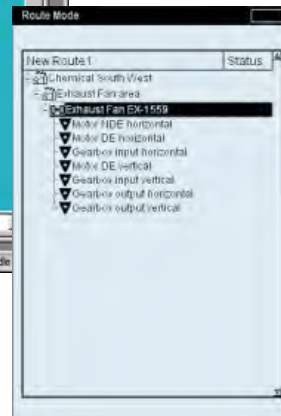 Route Mode
New Route1 Status
Chemical South West
Exhaust Fan area
Exhaust Fan EX-1559
Motor NDE horizontal
Motor DE horizontal
Gearbox input horizontal
Motor DE vertical
Gearbox input vertical
Gearbox output horizontal
Gearbox output vertical